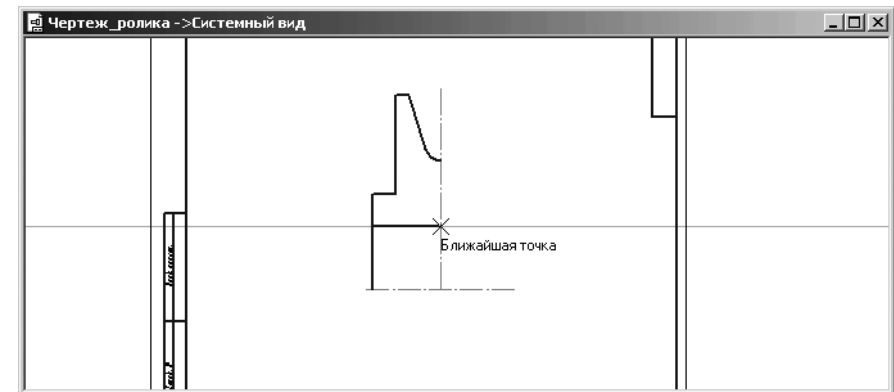 Чертеж_ролика ->Системный вид
Ближайшая точка